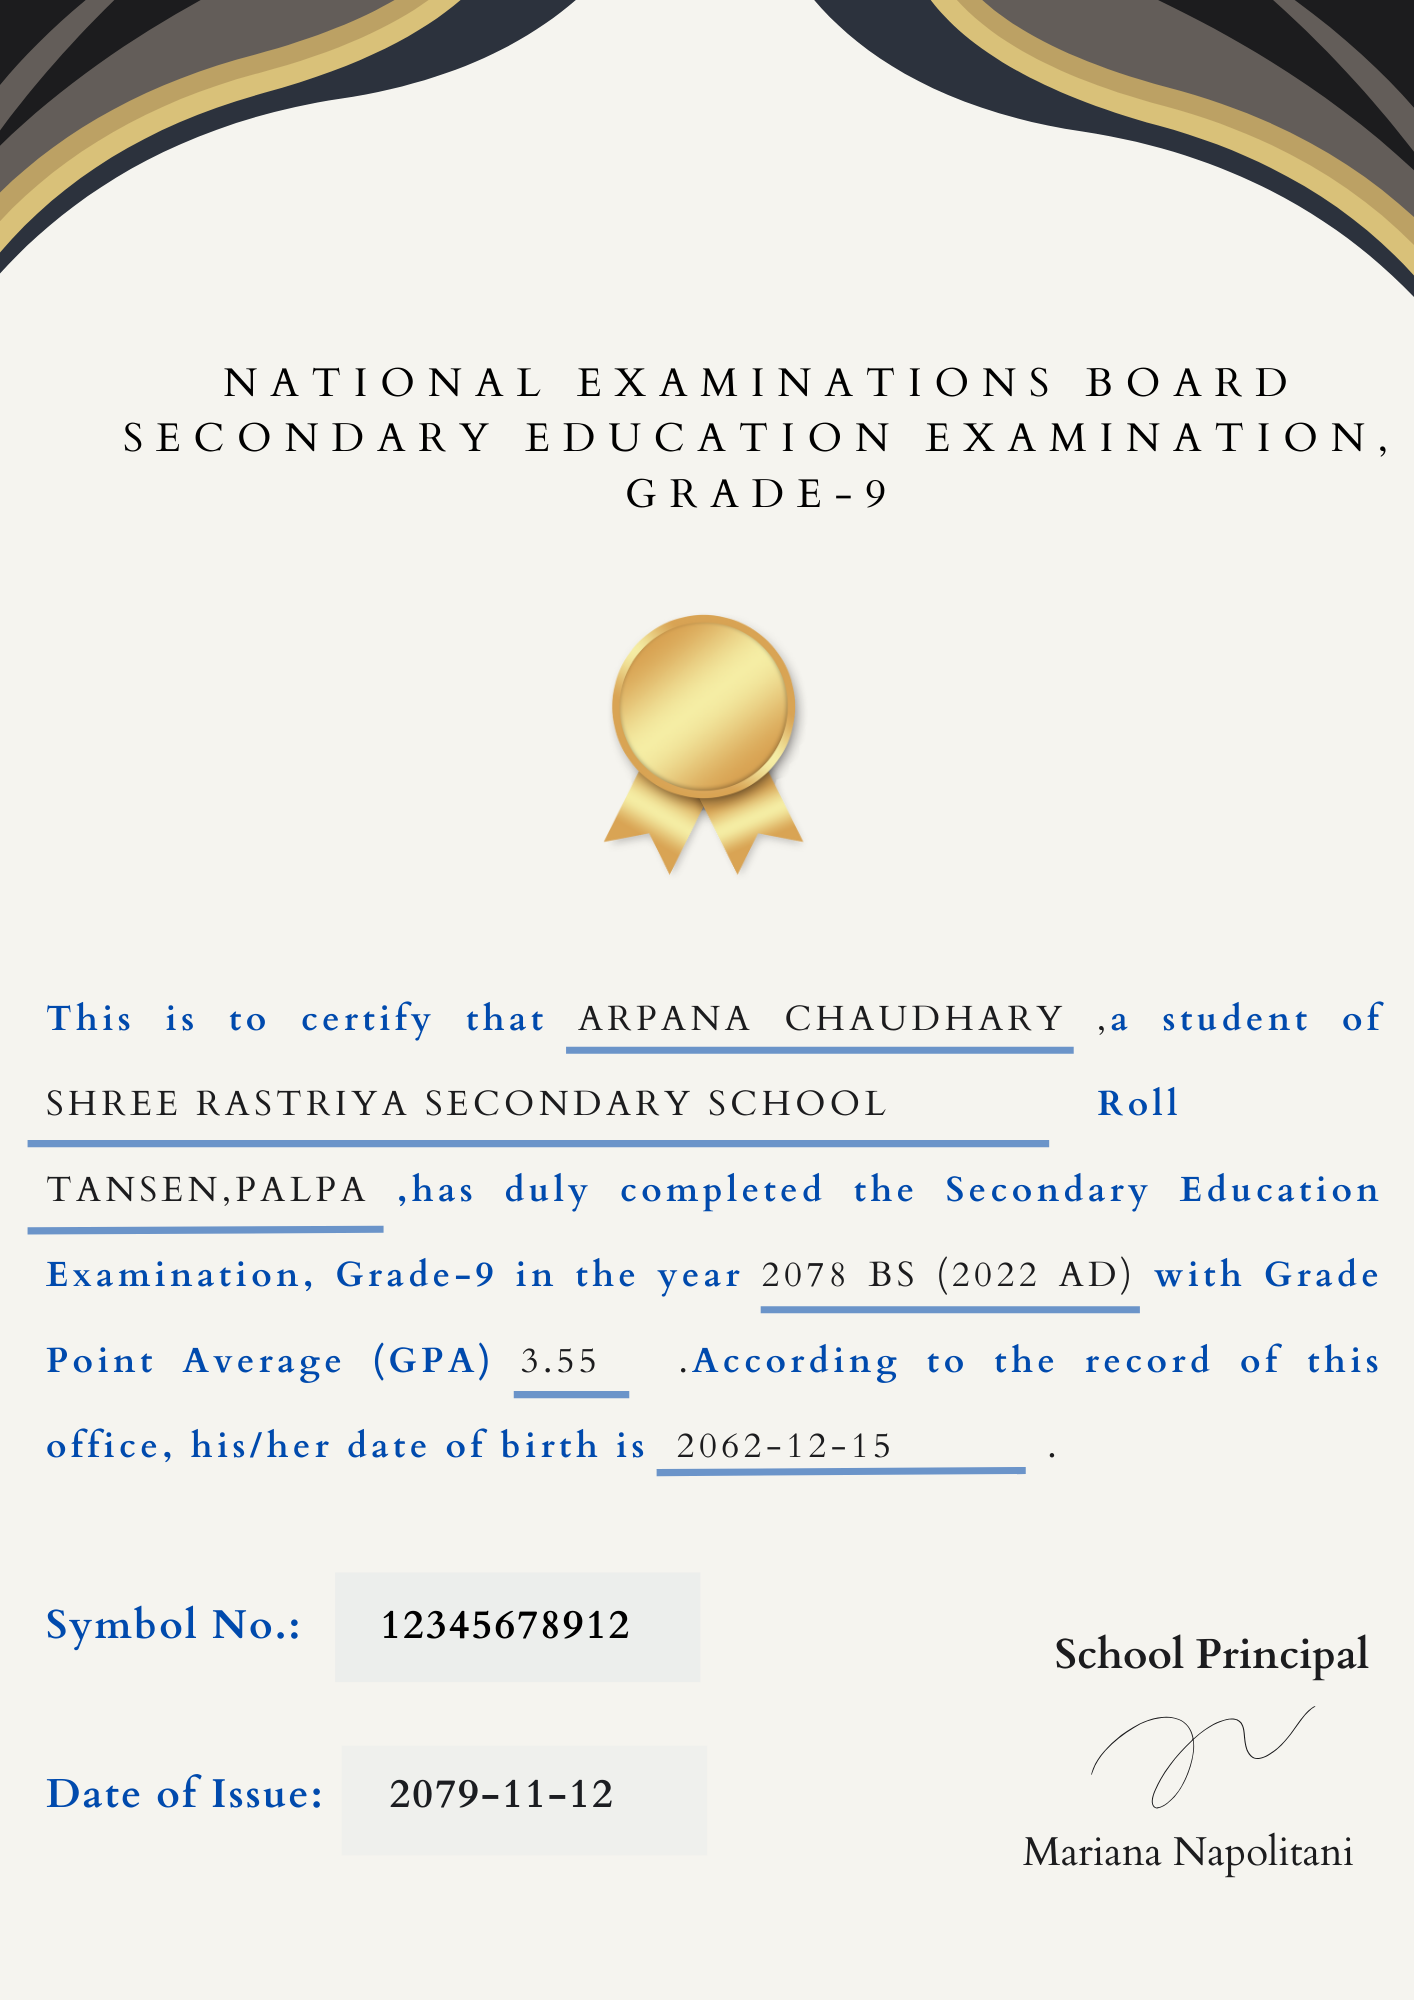 NATIONAL EXAMINATIONS BOARD
SECONDARY EDUCATION EXAMINATION,
GRADE-9
This is to certify that ARPANA CHAUDHARY ,a student of
SHREE RASTRIYA SECONDARY SCHOOL Roll
TANSEN,PALPA ,has duly completed the Secondary Education
Examination, Grade-9 in the year 2078 BS (2022 AD) with Grade
Point Average (GPA) 3.55 .According to the record of this
office, his/her date of birth is 2062-12-15 .
Symbol No.: 12345678912
School Principal
Date of Issue: 2079-11-12
Mariana Napolitani